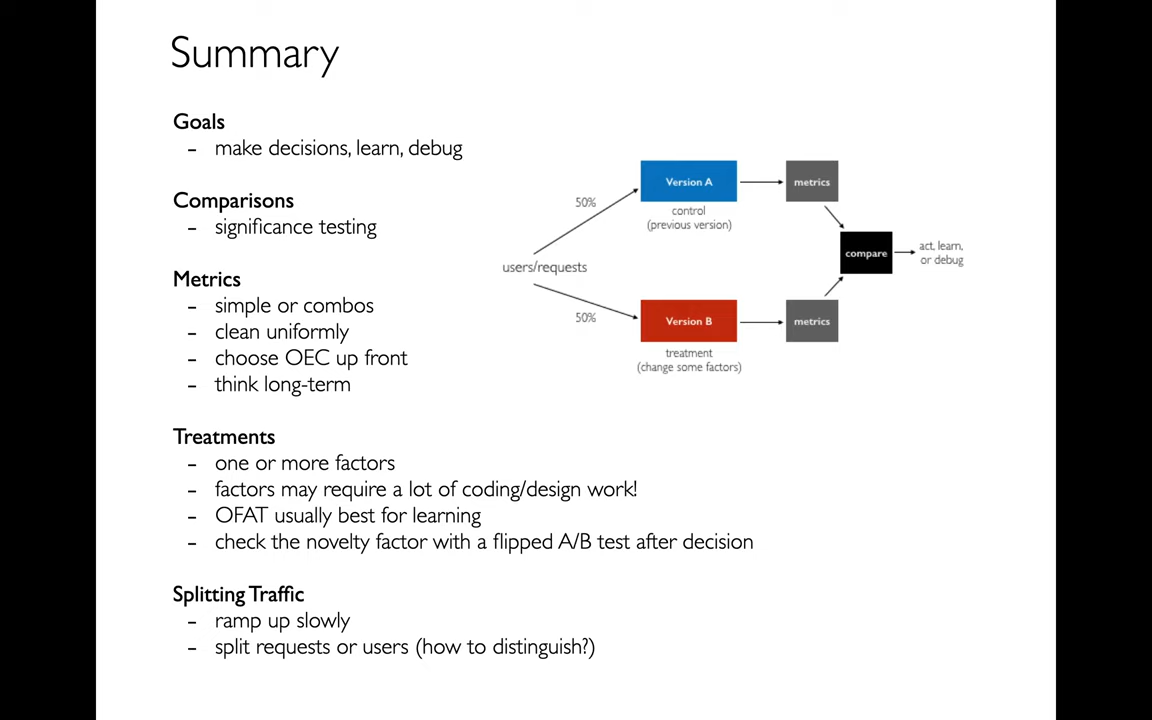 Summary
Goals
- make decisions, learn, debug
Comparisons
- significance testing
Metrics
- simple or combos
- clean uniformly
- choose OEC up front
- think long-term
Treatments
- one or more factors
- factors may require a lot of coding/design work!
- OFAT usually best for learning
- check the novelty factor with a flipped A/B test after decision
Splitting Traffic
- ramp up slowly
- split requests or users (how to distinguish?)
users/requests
50%
Version A
control
(previous version)
metrics
50%
Version B
treatment
(change some factors)
metrics
compare
act, learn,
or debug